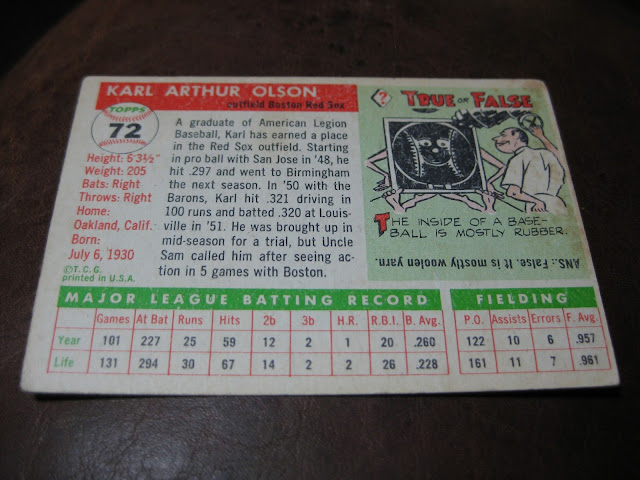 KARL ARTHUR OLSON
outfield Boston Red Sox
TOPPS
72
Height: 6' 3½"
Weight: 205
Bats: Right
Throws: Right
Home:
Oakland, Calif.
Born:
July 6, 1930
© T. C. G.
printed in U.S.A.
A graduate of American Legion
Baseball, Karl has earned a place
in the Red Sox outfield. Starting
in pro ball with San Jose in '48, he
hit .297 and went to Birmingham
the next season. In '50 with the
Barons, Karl hit .321 driving in
100 runs and batted .320 at Louis-
ville in '51. He was brought up in
mid-season for a trial, but Uncle
Sam called him after seeing ac-
tion in 5 games with Boston.
?
TRUE OR FALSE
THE INSIDE OF A BASE-
BALL IS MOSTLY RUBBER.
ANS.: False. It is mostly woolen yarn.
MAJOR LEAGUE BATTING RECORD
Games At Bat Runs Hits 2b 3b H.R. R.B.I. B. Avg.
Year 101 227 25 59 12 2 1 20 .260
Life 131 294 30 67 14 2 2 26 .228
FIELDING
P.O. Assists Errors F. Avg.
122 10 6 .957
161 11 7 .961